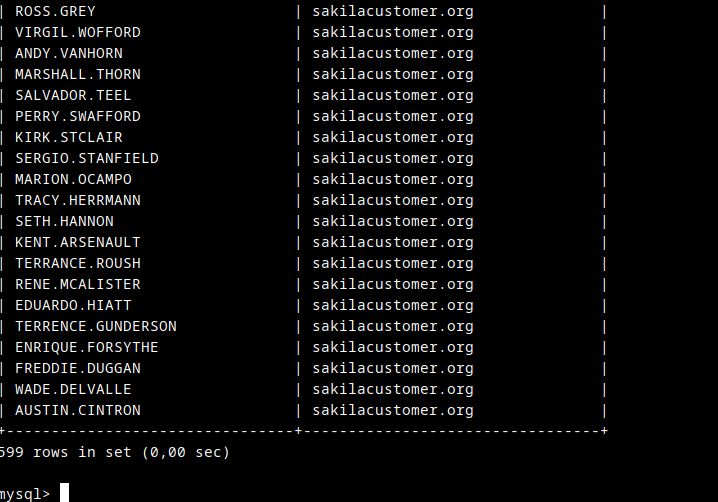 | ROSS.GREY | sakilacustomer.org |
| VIRGIL.WOFFORD | sakilacustomer.org |
| ANDY.VANHORN | sakilacustomer.org |
| MARSHALL.THORN | sakilacustomer.org |
| SALVADOR.TEEL | sakilacustomer.org |
| PERRY.SWAFFORD | sakilacustomer.org |
| KIRK.STCLAIR | sakilacustomer.org |
| SERGIO.STANFIELD | sakilacustomer.org |
| MARION.OCAMPO | sakilacustomer.org |
| TRACY.HERRMANN | sakilacustomer.org |
| SETH.HANNON | sakilacustomer.org |
| KENT.ARSENAULT | sakilacustomer.org |
| TERRANCE.ROUSH | sakilacustomer.org |
| RENE.MCALISTER | sakilacustomer.org |
| EDUARDO.HIATT | sakilacustomer.org |
| TERRENCE.GUNDERSON | sakilacustomer.org |
| ENRIQUE.FORSYTHE | sakilacustomer.org |
| FREDDIE.DUGGAN | sakilacustomer.org |
| WADE.DELVALLE | sakilacustomer.org |
| AUSTIN.CINTRON | sakilacustomer.org |
+--------------------------------+---------------------------------+
599 rows in set (0,00 sec)
mysql>